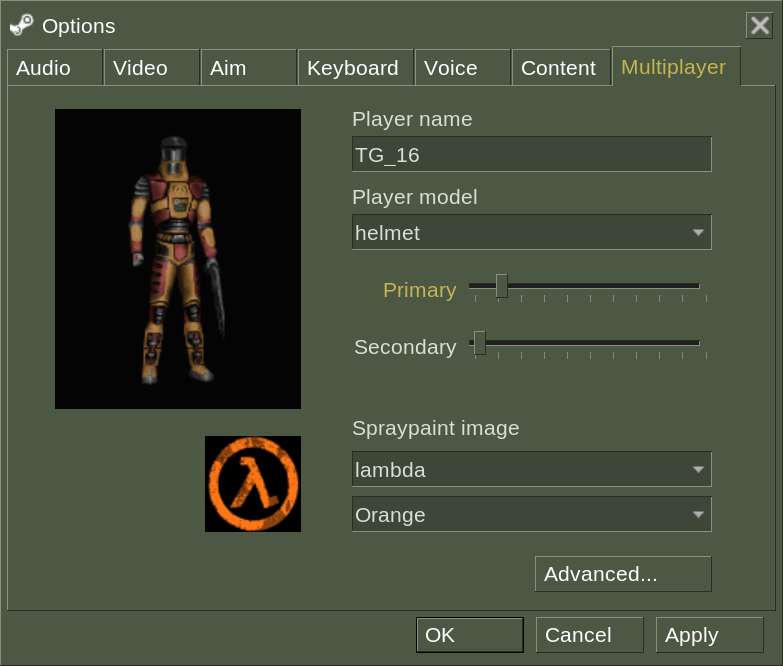 Options
Audio Video Aim Keyboard Voice Content Multiplayer
Player name
TG_16
Player model
helmet
Primary
Secondary
Spraypaint image
lambda
Orange
Advanced...
OK Cancel Apply